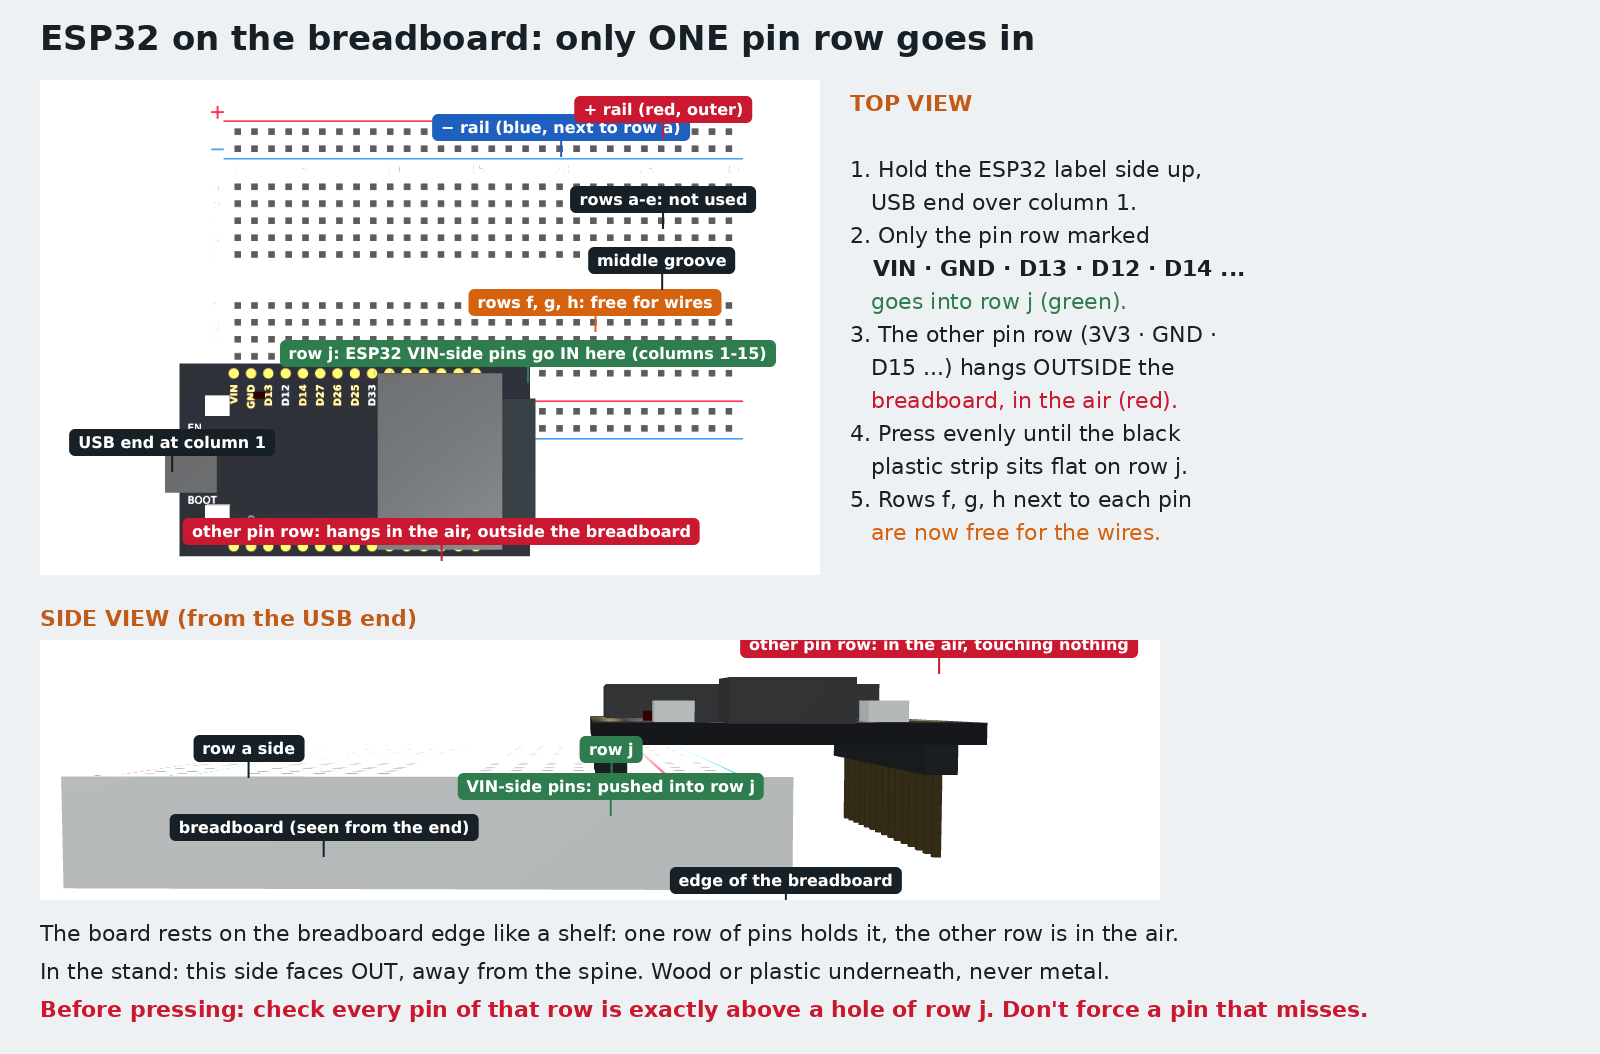 ESP32 on the breadboard: only ONE pin row goes in
+
+ rail (red, outer)
− rail (blue, next to row a)
−
rows a-e: not used
middle groove
rows f, g, h: free for wires
row j: ESP32 VIN-side pins go IN here (columns 1-15)
VIN GND D13 D12 D14 D27 D26 D25 D33
EN
USB end at column 1
BOOT
other pin row: hangs in the air, outside the breadboard
TOP VIEW
1. Hold the ESP32 label side up,
USB end over column 1.
2. Only the pin row marked
VIN · GND · D13 · D12 · D14 ...
goes into row j (green).
3. The other pin row (3V3 · GND ·
D15 ...) hangs OUTSIDE the
breadboard, in the air (red).
4. Press evenly until the black
plastic strip sits flat on row j.
5. Rows f, g, h next to each pin
are now free for the wires.
SIDE VIEW (from the USB end)
other pin row: in the air, touching nothing
row a side
row j
VIN-side pins: pushed into row j
breadboard (seen from the end)
edge of the breadboard
The board rests on the breadboard edge like a shelf: one row of pins holds it, the other row is in the air.
In the stand: this side faces OUT, away from the spine. Wood or plastic underneath, never metal.
Before pressing: check every pin of that row is exactly above a hole of row j. Don't force a pin that misses.